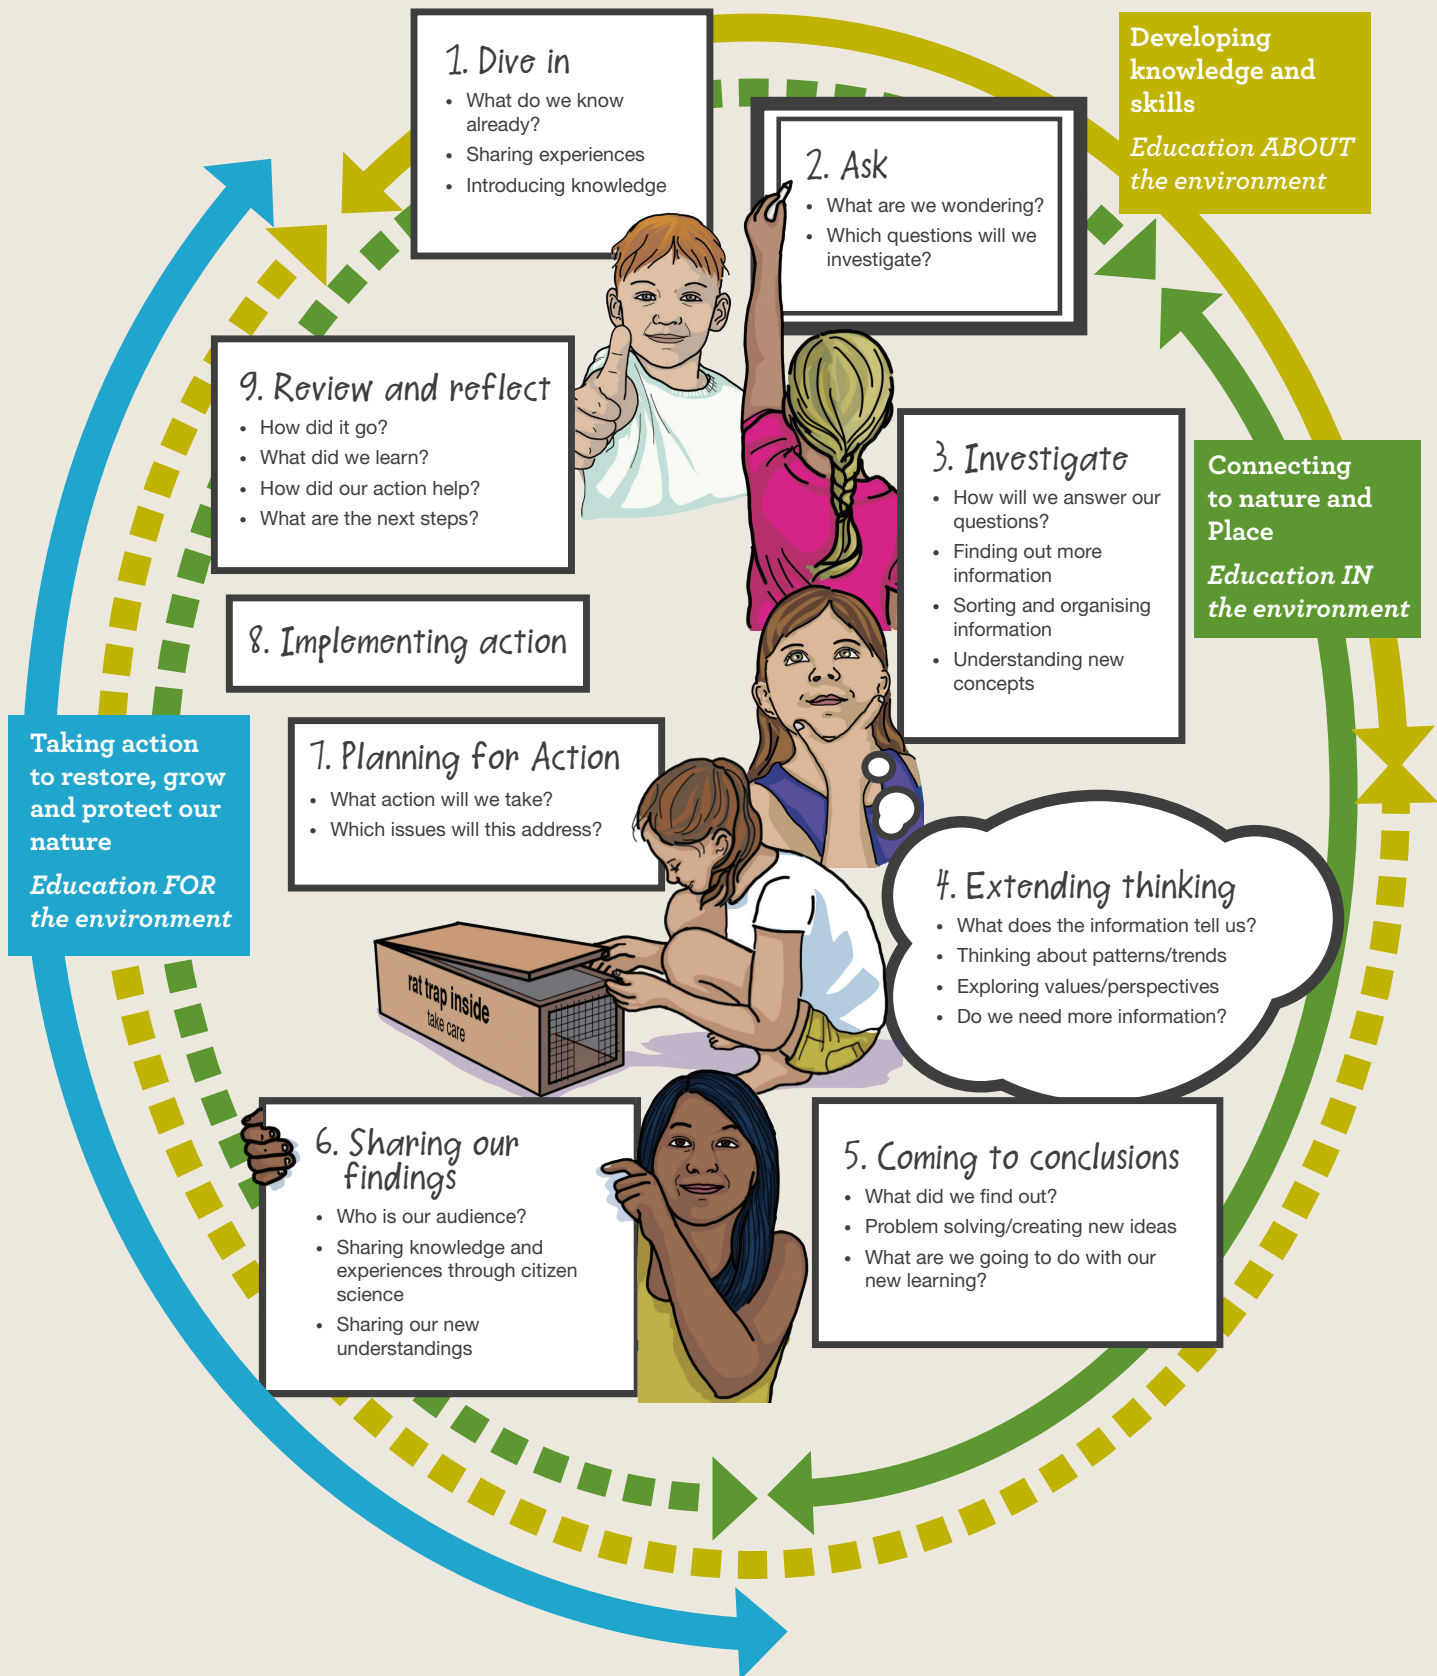 1. Dive in
• What do we know
already?
• Sharing experiences
• Introducing knowledge
Developing
knowledge and
skills
Education ABOUT
the environment
2. Ask
• What are we wondering?
• Which questions will we
investigate?
9. Review and reflect
• How did it go?
• What did we learn?
• How did our action help?
• What are the next steps?
3. Investigate
• How will we answer our
questions?
• Finding out more
information
• Sorting and organising
information
• Understanding new
concepts
Connecting
to nature and
Place
Education IN
the environment
8. Implementing action
Taking action
to restore, grow
and protect our
nature
Education FOR
the environment
7. Planning for Action
• What action will we take?
• Which issues will this address?
4. Extending thinking
• What does the information tell us?
• Thinking about patterns/trends
• Exploring values/perspectives
• Do we need more information?
rat trap inside
take care
6. Sharing our
findings
• Who is our audience?
• Sharing knowledge and
experiences through citizen
science
• Sharing our new
understandings
5. Coming to conclusions
• What did we find out?
• Problem solving/creating new ideas
• What are we going to do with our
new learning?